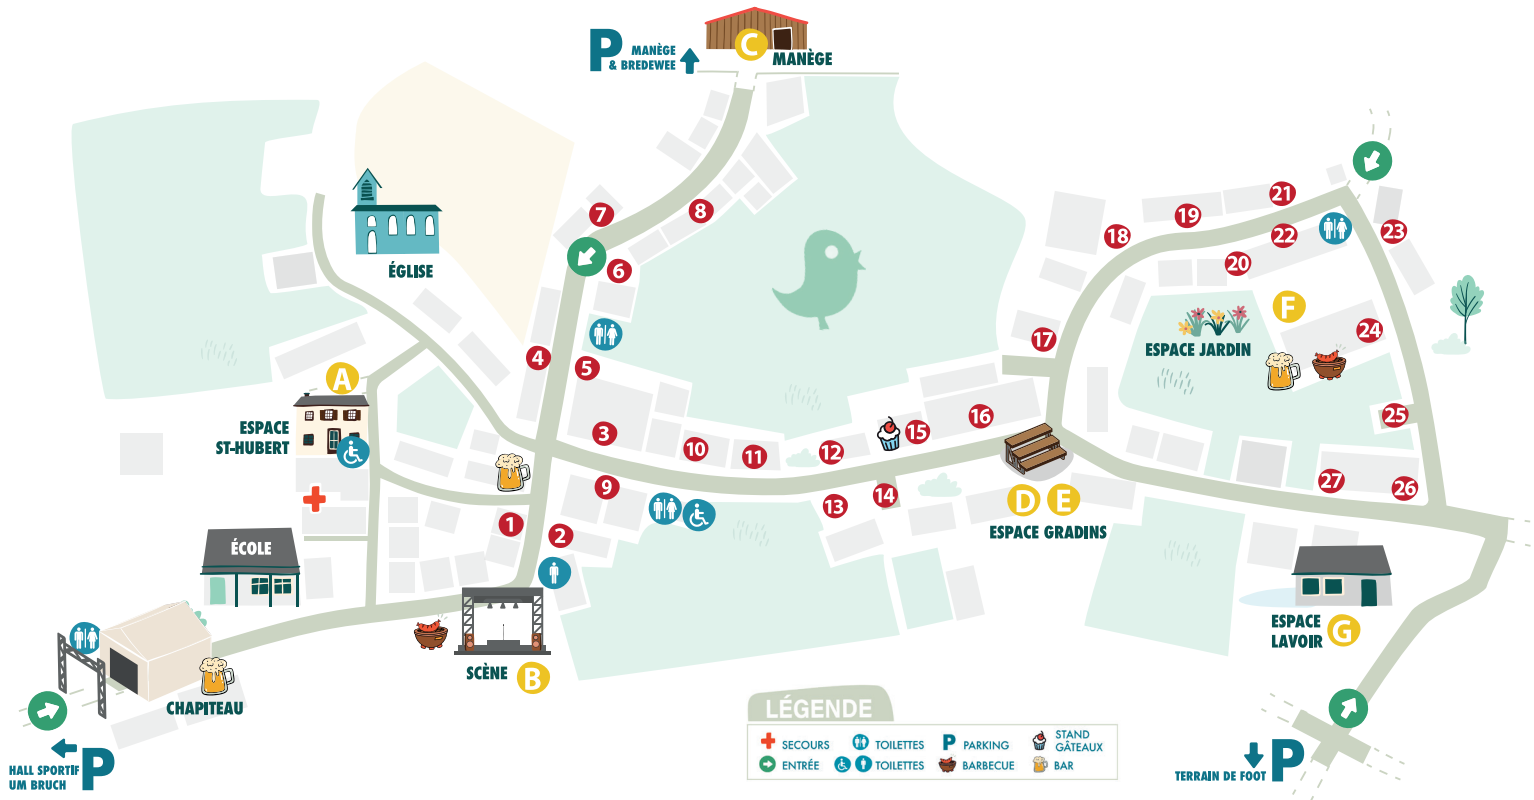 P MANÈGE
& BREDEWEE
C
MANÈGE
7
8
6
ÉGLISE
4
5
A
ESPACE
ST-HUBERT
3
10
11
12
15
16
9
13
14
1
2
ÉCOLE
SCÈNE B
CHAPITEAU
HALL SPORTIF
UM BRUCH
P
17
18
19
20
21
22
23
F
24
ESPACE JARDIN
25
26
27
D E
ESPACE GRADINS
ESPACE
LAVOIR
G
TERRAIN DE FOOT P
LÉGENDE
SECOURS
TOILETTES
P PARKING
STAND
GÂTEAUX
ENTRÉE
TOILETTES
BARBECUE
BAR